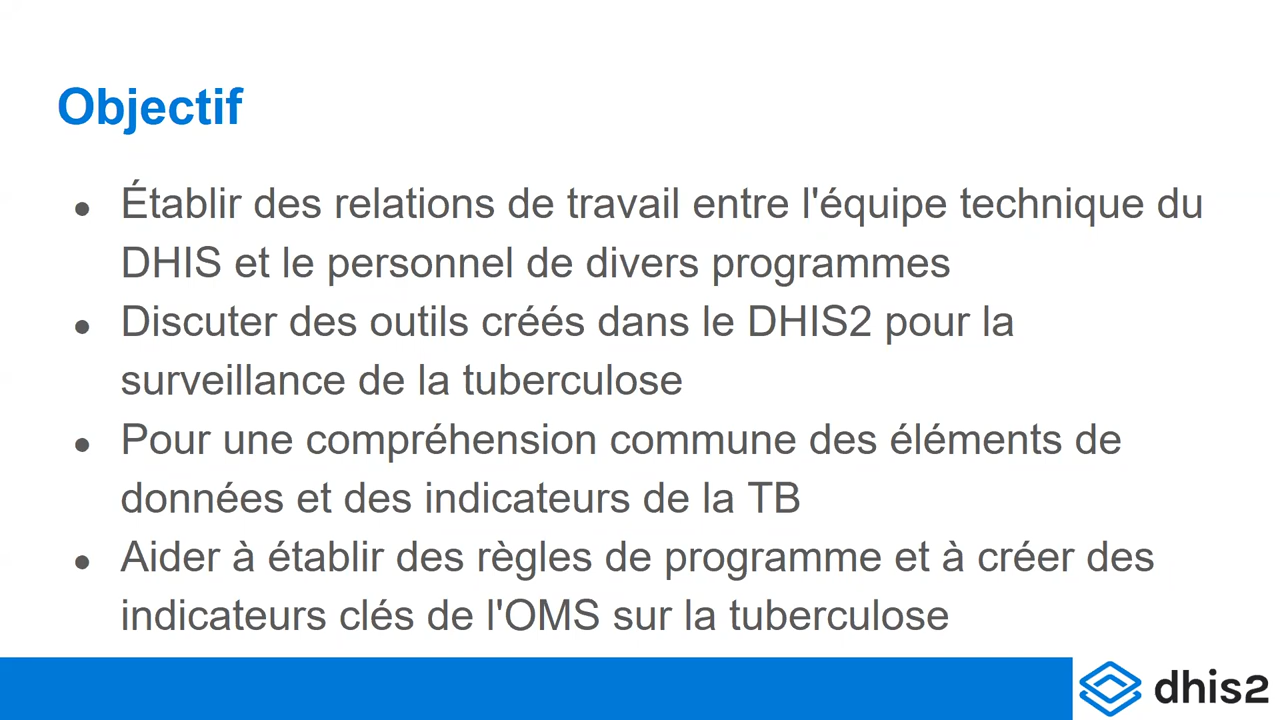 Objectif
● Établir des relations de travail entre l'équipe technique du
DHIS et le personnel de divers programmes
● Discuter des outils créés dans le DHIS2 pour la
surveillance de la tuberculose
● Pour une compréhension commune des éléments de
données et des indicateurs de la TB
● Aider à établir des règles de programme et à créer des
indicateurs clés de l'OMS sur la tuberculose
dhis2